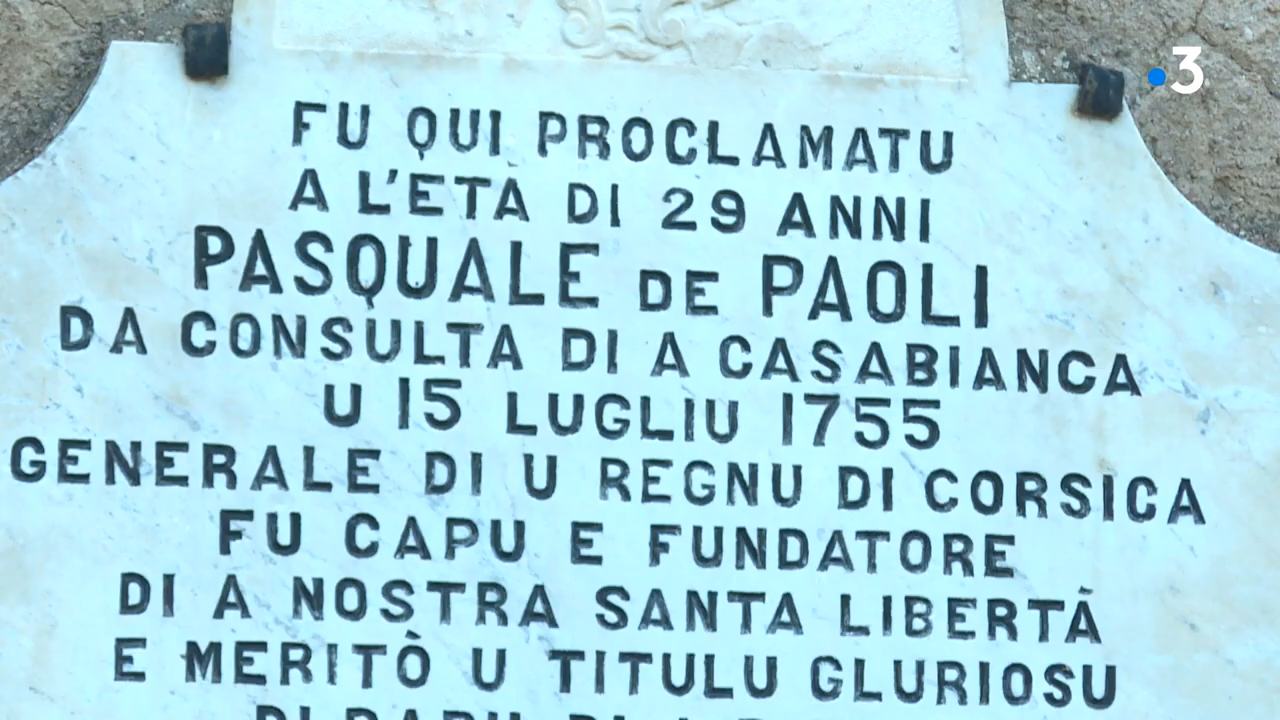 3
FU QUI PROCLAMATU
A L'ETÀ DI 29 ANNI
PASQUALE DE PAOLI
DA CONSULTA DI A CASABIANCA
U 15 LUGLIU 1755
GENERALE DI U REGNU DI CORSICA
FU CAPU E FUNDATORE
DI A NOSTRA SANTA LIBERTÀ
E MERITÒ U TITULU GLURIOSU